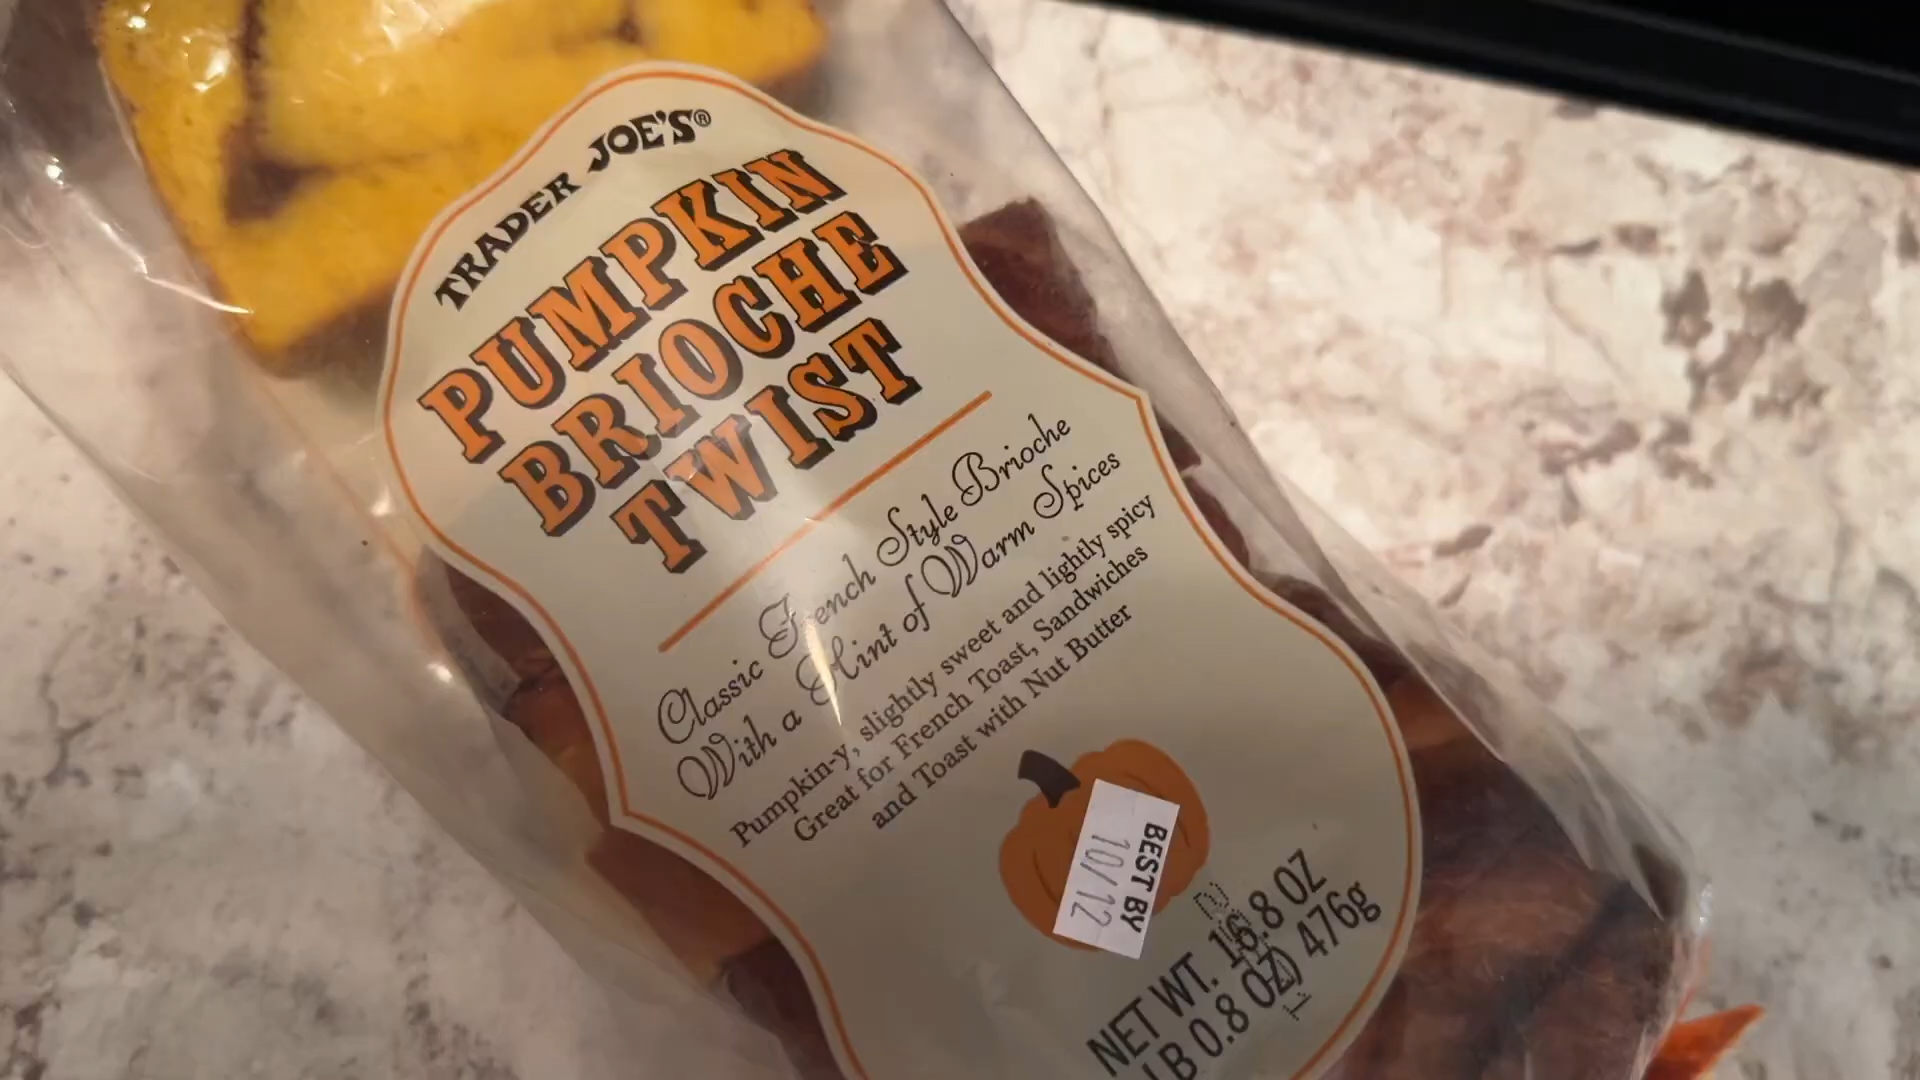 TRADER JOE'S®
PUMPKIN
BRIOCHE
TWIST
Classic French Style Brioche
With a Hint of Warm Spices
Pumpkin-y, slightly sweet and lightly spicy
Great for French Toast, Sandwiches
and Toast with Nut Butter
BEST BY
10/12
NET WT. 16.8 OZ
LB 0.8 OZ) 476g